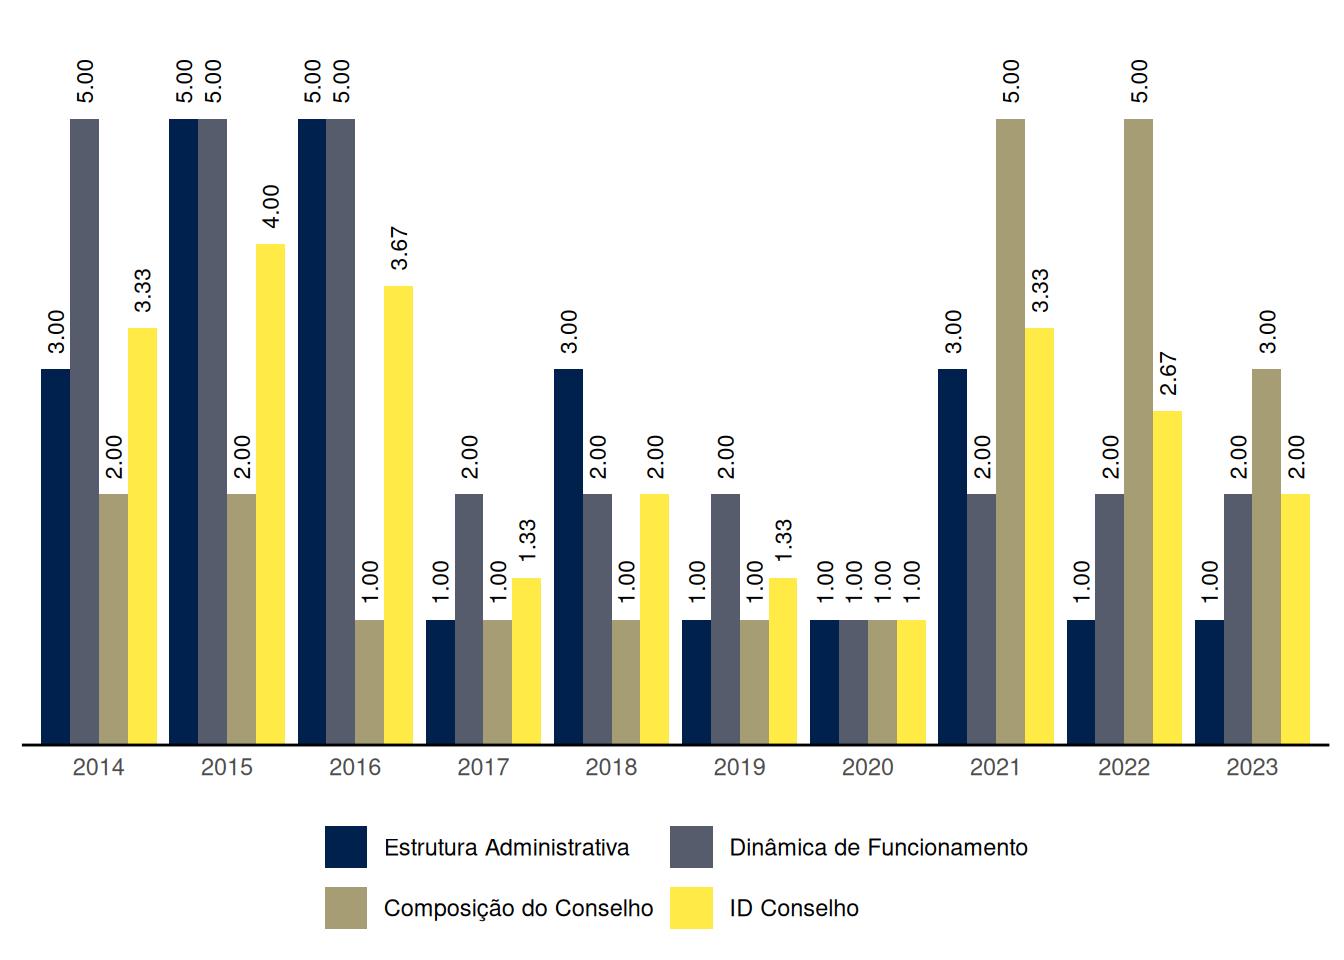 3.00 5.00 2.00 3.33 5.00 5.00 2.00 4.00 5.00 5.00 1.00 3.67 1.00 2.00 1.00 1.33 3.00 2.00 1.00 2.00 1.00 2.00 1.00 1.33 1.00 1.00 1.00 1.00 3.00 2.00 5.00 3.33 1.00 2.00 5.00 2.67 1.00 2.00 3.00 2.00
2014 2015 2016 2017 2018 2019 2020 2021 2022 2023
Estrutura Administrativa Dinâmica de Funcionamento
Composição do Conselho ID Conselho